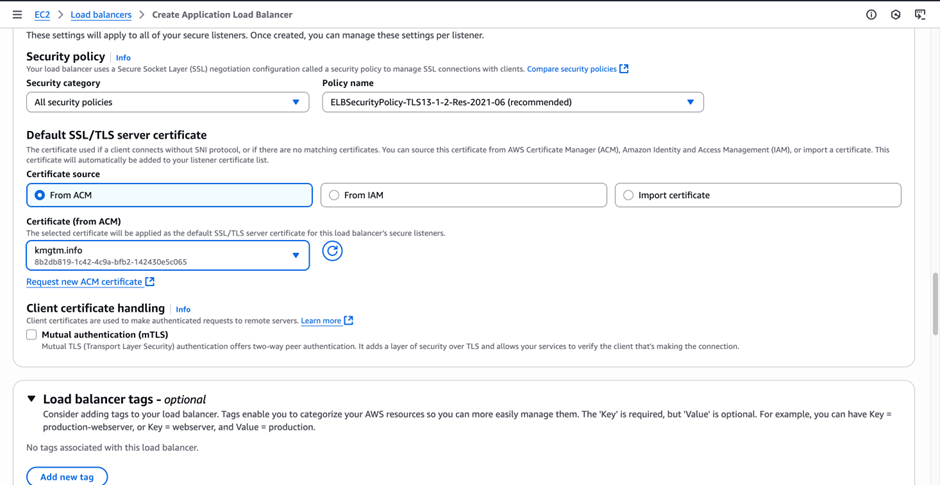 EC2 > Load balancers > Create Application Load Balancer
These settings will apply to all of your secure listeners. Once created, you can manage these settings per listener.
Security policy Info
Your load balancer uses a Secure Socket Layer (SSL) negotiation configuration called a security policy to manage SSL connections with clients. Compare security policies
Security category Policy name
All security policies ELBSecurityPolicy-TLS13-1-2-Res-2021-06 (recommended)
Default SSL/TLS server certificate
The certificate used if a client connects without SNI protocol, or if there are no matching certificates. You can source this certificate from AWS Certificate Manager (ACM), Amazon Identity and Access Management (IAM), or import a certificate. This
certificate will automatically be added to your listener certificate list.
Certificate source
From ACM From IAM Import certificate
Certificate (from ACM)
The selected certificate will be applied as the default SSL/TLS server certificate for this load balancer's secure listeners.
kmgtm.info
8b2db819-1c42-4c9a-bfb2-142430e5c065
Request new ACM certificate
Client certificate handling Info
Client certificates are used to make authenticated requests to remote servers. Learn more
Mutual authentication (mTLS)
Mutual TLS (Transport Layer Security) authentication offers two-way peer authentication. It adds a layer of security over TLS and allows your services to verify the client that's making the connection.
Load balancer tags - optional
Consider adding tags to your load balancer. Tags enable you to categorize your AWS resources so you can more easily manage them. The 'Key' is required, but 'Value' is optional. For example, you can have Key =
production-webserver, or Key = webserver, and Value = production.
No tags associated with this load balancer.
Add new tag